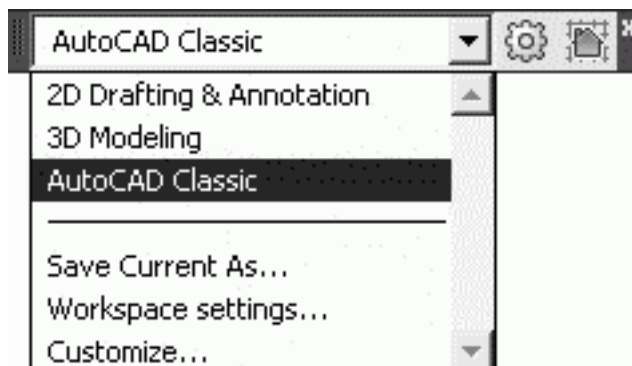 AutoCAD Classic
2D Drafting & Annotation
3D Modeling
AutoCAD Classic
Save Current As...
Workspace settings...
Customize...